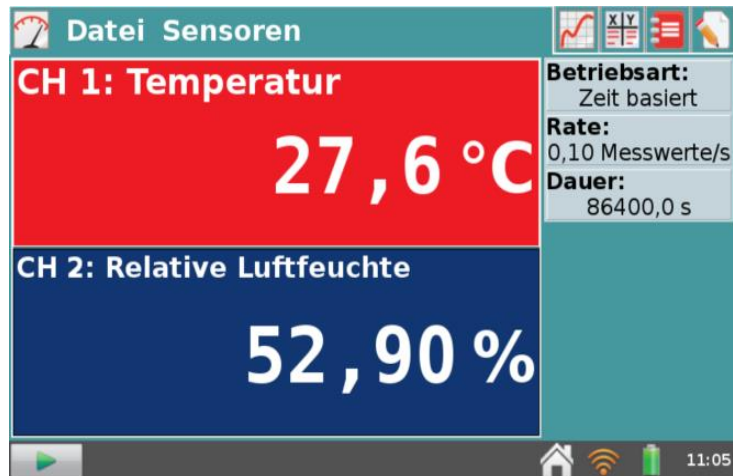 Datei Sensoren
X Y
CH 1: Temperatur
27,6 °C
CH 2: Relative Luftfeuchte
52,90 %
Betriebsart:
Zeit basiert
Rate:
0,10 Messwerte/s
Dauer:
86400,0 s
11:05